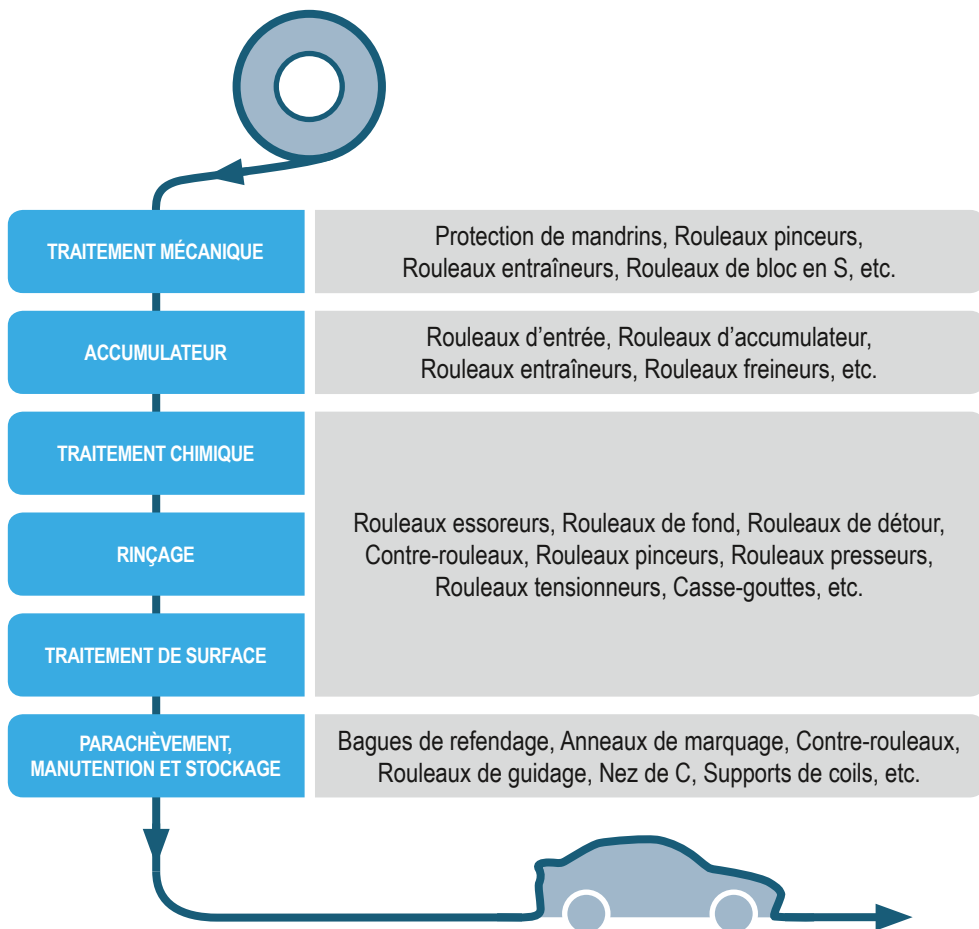 TRAITEMENT MÉCANIQUE
Protection de mandrins, Rouleaux pinceurs,
Rouleaux entraîneurs, Rouleaux de bloc en S, etc.
ACCUMULATEUR
Rouleaux d’entrée, Rouleaux d’accumulateur,
Rouleaux entraîneurs, Rouleaux freineurs, etc.
TRAITEMENT CHIMIQUE
RINÇAGE
TRAITEMENT DE SURFACE
Rouleaux essoreurs, Rouleaux de fond, Rouleaux de détour,
Contre-rouleaux, Rouleaux pinceurs, Rouleaux presseurs,
Rouleaux tensionneurs, Casse-gouttes, etc.
PARACHÈVEMENT,
MANUTENTION ET STOCKAGE
Bagues de refendage, Anneaux de marquage, Contre-rouleaux,
Rouleaux de guidage, Nez de C, Supports de coils, etc.